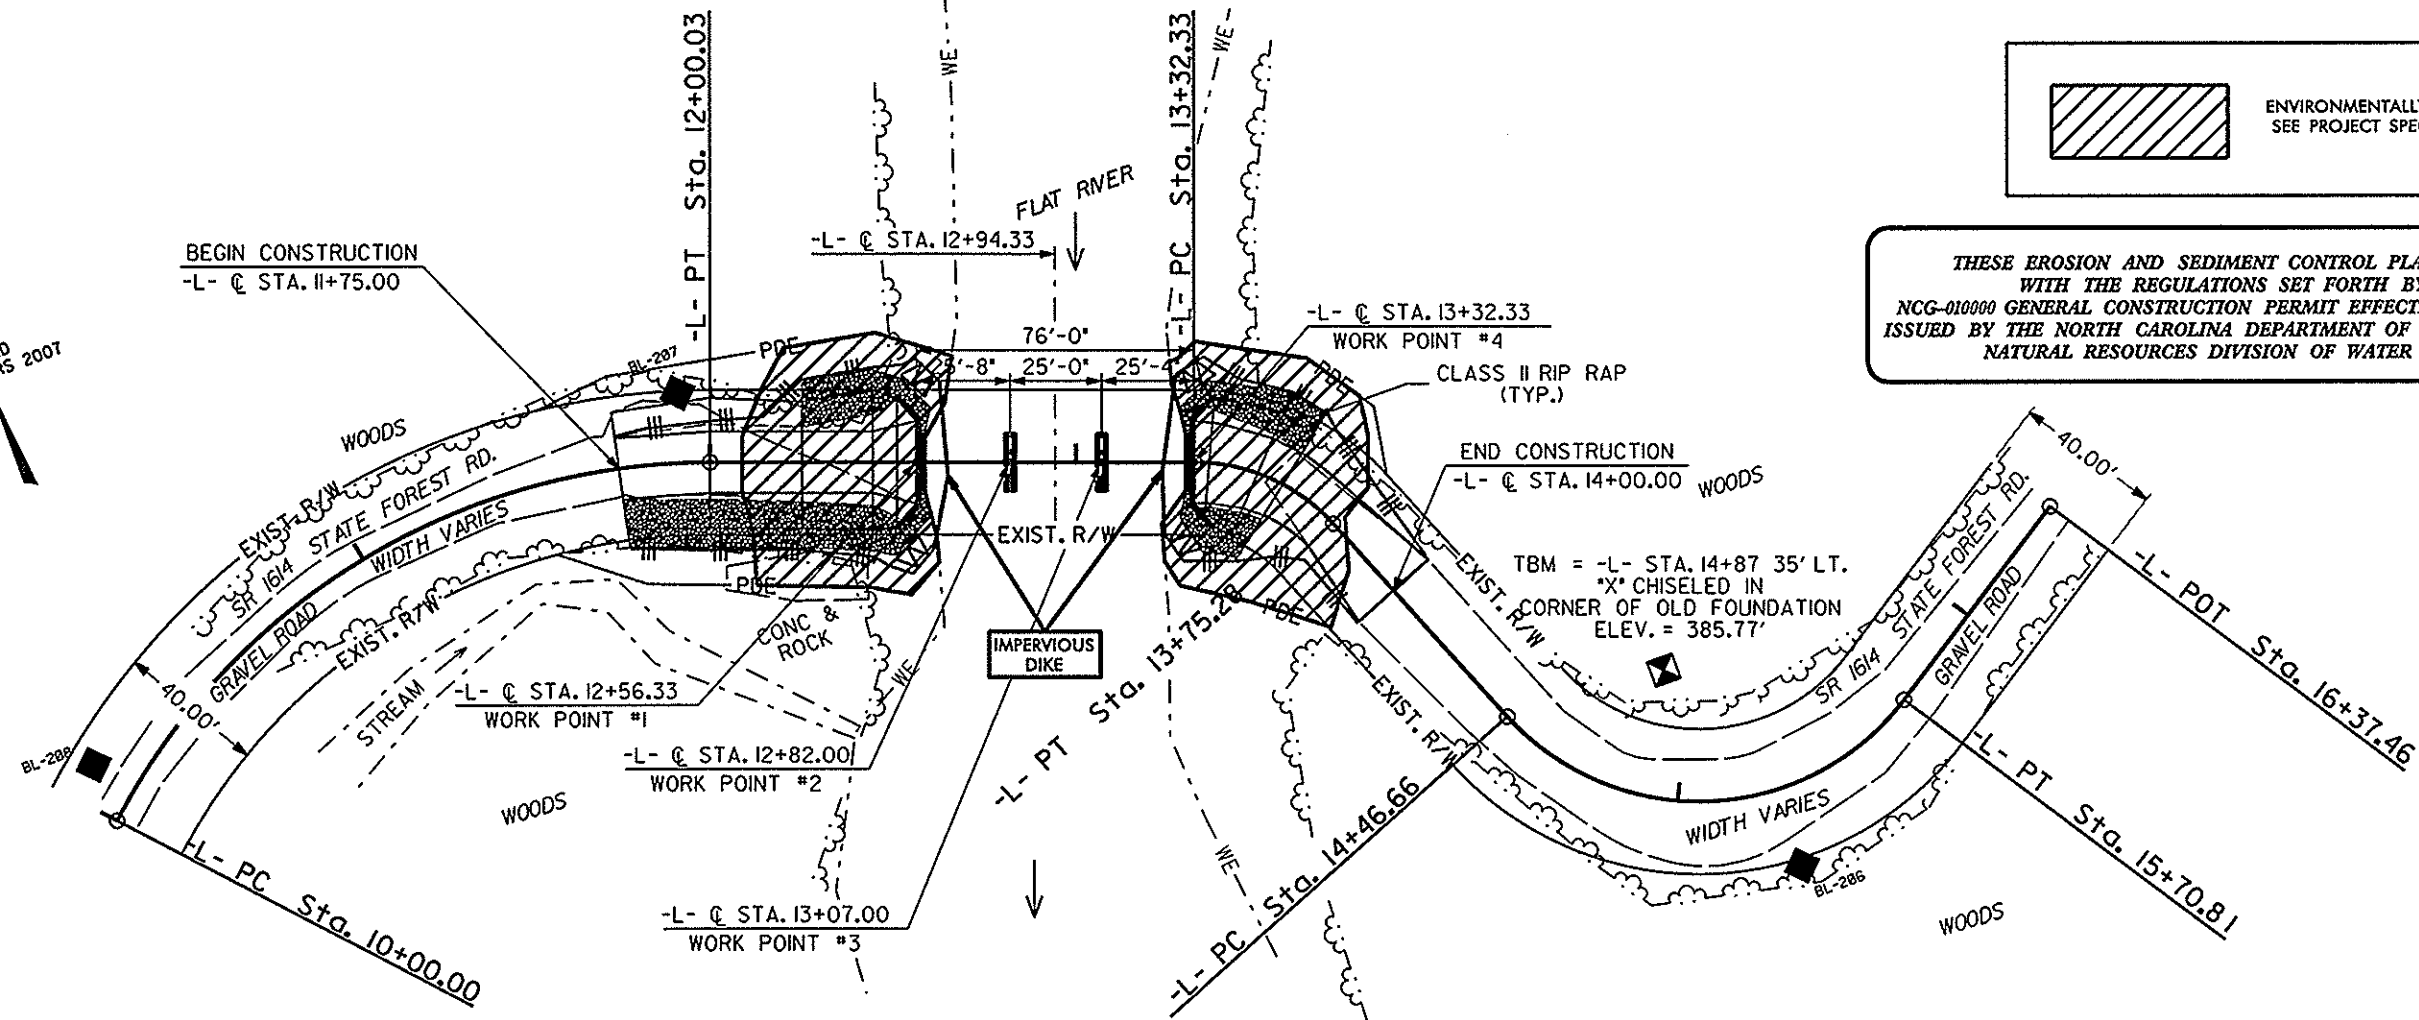 -L- PT Sta. 12+00.03
WE
-L- PC Sta. 13+32.33
WE
FLAT RIVER
-L- ℄ STA. 12+94.33
BEGIN CONSTRUCTION
-L- ℄ STA. 11+75.00
ENVIRONMENTALLY
SEE PROJECT
THESE EROSION AND SEDIMENT CONTROL
WITH THE REGULATIONS SET FORTH BY
NCG-010000 GENERAL CONSTRUCTION PERMIT
ISSUED BY THE NORTH CAROLINA DEPARTMENT OF
NATURAL RESOURCES DIVISION OF WATER
2007
BL-207
PDE
76'-0"
25'-0"
-L- ℄ STA. 13+32.33
WORK POINT #4
CLASS II RIP RAP
(TYP.)
PDE
END CONSTRUCTION
-L- ℄ STA. 14+00.00
WOODS
WOODS
EXIST. R/W
SR 1614 STATE FOREST RD.
WIDTH VARIES
GRAVEL ROAD
EXIST. R/W
40.00'
EXIST. R/W
PDE
CONC &
ROCK
STREAM
WE
IMPERVIOUS
DIKE
PDE
EXIST. R/W
TBM = -L- STA. 14+87 35' LT.
"X" CHISELED IN
CORNER OF OLD FOUNDATION
ELEV. = 385.77'
40.00'
SR 1614 STATE FOREST RD.
GRAVEL ROAD
-L- POT Sta. 16+37.46
-L- ℄ STA. 12+56.33
WORK POINT #1
-L- ℄ STA. 12+82.00
WORK POINT #2
-L- ℄ STA. 13+07.00
WORK POINT #3
BL-208
WOODS
-L- PC Sta. 10+00.00
-L- PT Sta.
EXIST. R/W
-L- PC Sta. 14+46.66
WE
WIDTH VARIES
BL-206
-L- PT Sta. 15+70.81
WOODS